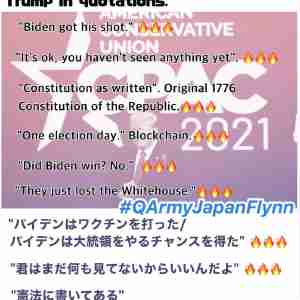 Trump in quotations.
AMERICAN
CONSERVATIVE
UNION
CPAC
2021
"Biden got his shot." 🔥🔥🔥
"It's ok, you haven't seen anything yet". 🔥🔥🔥
"Constitution as written". Original 1776
Constitution of the Republic.🔥🔥🔥
"One election day." Blockchain.🔥🔥🔥
"Did Biden win? No." 🔥🔥🔥
"They just lost the Whitehouse."🔥🔥🔥
#QArmyJapanFlynn
"バイデンはワクチンを打った/
バイデンは大統領をやるチャンスを得た" 🔥🔥🔥
"君はまだ何も見てないからいいんだよ" 🔥🔥🔥
"憲法に書いてある"